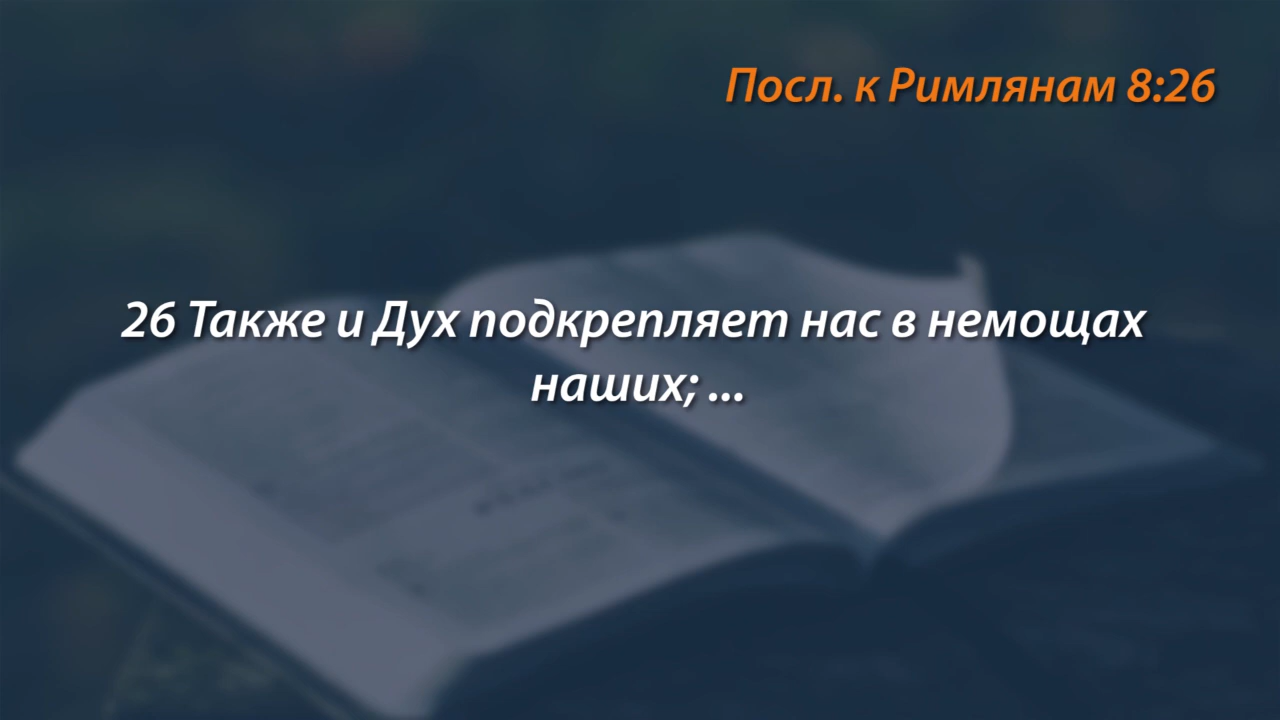 Посл. к Римлянам 8:26
26 Также и Дух подкрепляет нас в немощах
наших; ...